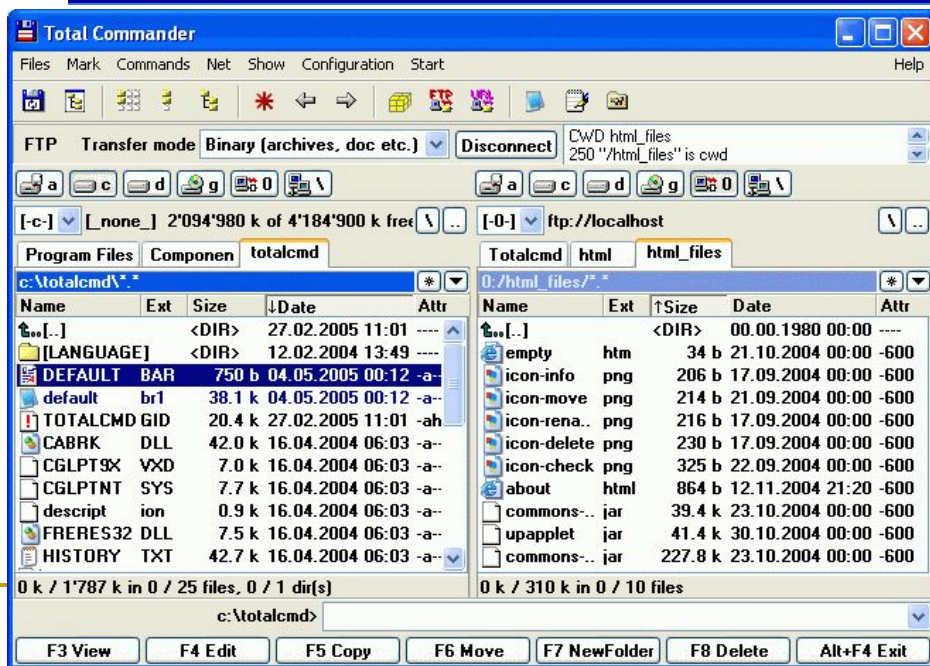 Total Commander
Files Mark Commands Net Show Configuration Start Help
FTP Transfer mode Binary (archives, doc etc.) Disconnect
CWD html_files
250 "/html_files" is cwd
a c d g 0 \ a c d g 0 \
[-c-] [_none_] 2'094'980 k of 4'184'900 k free \ .. [-0-] ftp://localhost \ ..
Program Files Componen totalcmd Totalcmd html html_files
c:\totalcmd\*.* * 0:/html_files/*.* *
Name Ext Size ↓Date Attr Name Ext ↑Size Date Attr
[..] <DIR> 27.02.2005 11:01 ---- [..] <DIR> 00.00.1980 00:00 ----
[LANGUAGE] <DIR> 12.02.2004 13:49 ---- empty htm 34 b 21.10.2004 00:00 -600
DEFAULT BAR 750 b 04.05.2005 00:12 -a-- icon-info png 206 b 17.09.2004 00:00 -600
default br1 38.1 k 04.05.2005 00:12 -a-- icon-move png 214 b 21.09.2004 00:00 -600
TOTALCMD GID 20.4 k 27.02.2005 11:01 -ah icon-rena.. png 216 b 17.09.2004 00:00 -600
CABRK DLL 42.0 k 16.04.2004 06:03 -a-- icon-delete png 230 b 17.09.2004 00:00 -600
CGLPT9X VXD 7.0 k 16.04.2004 06:03 -a-- icon-check png 325 b 22.09.2004 00:00 -600
CGLPTNT SYS 7.7 k 16.04.2004 06:03 -a-- about html 864 b 12.11.2004 21:20 -600
descript ion 0.9 k 16.04.2004 06:03 -a-- commons-.. jar 39.4 k 23.10.2004 00:00 -600
FRERES32 DLL 7.5 k 16.04.2004 06:03 -a-- upapplet jar 41.4 k 30.10.2004 00:00 -600
HISTORY TXT 42.7 k 16.04.2004 06:03 -a-- commons-.. jar 227.8 k 23.10.2004 00:00 -600
0 k / 1'787 k in 0 / 25 files, 0 / 1 dir(s) 0 k / 310 k in 0 / 10 files
c:\totalcmd>
F3 View F4 Edit F5 Copy F6 Move F7 NewFolder F8 Delete Alt+F4 Exit